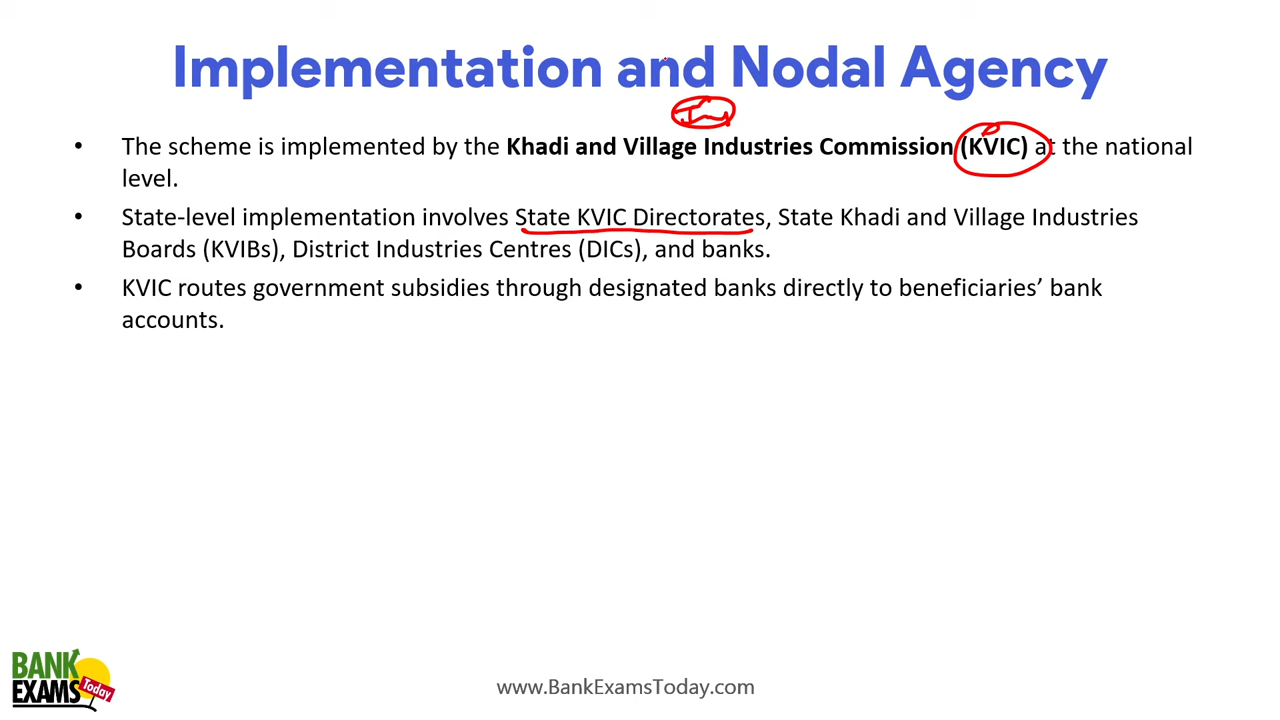 Implementation and Nodal Agency
• The scheme is implemented by the Khadi and Village Industries Commission (KVIC) at the national
level.
• State-level implementation involves State KVIC Directorates, State Khadi and Village Industries
Boards (KVIBs), District Industries Centres (DICs), and banks.
• KVIC routes government subsidies through designated banks directly to beneficiaries’ bank
accounts.
BANK
EXAMS
Today
www.BankExamsToday.com